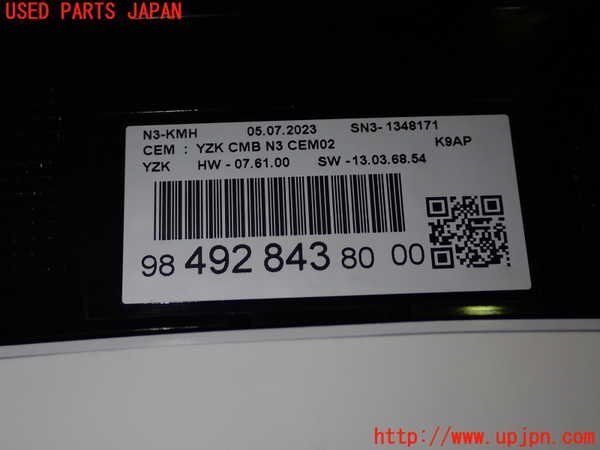 USED PARTS JAPAN
N3-KMH 05.07.2023 SN3-1348171
CEM : YZK CMB N3 CEM02 K9AP
YZK HW - 07.61.00 SW -13.03.68.54
98 492 843 80 00
http://www.upjpn.com/